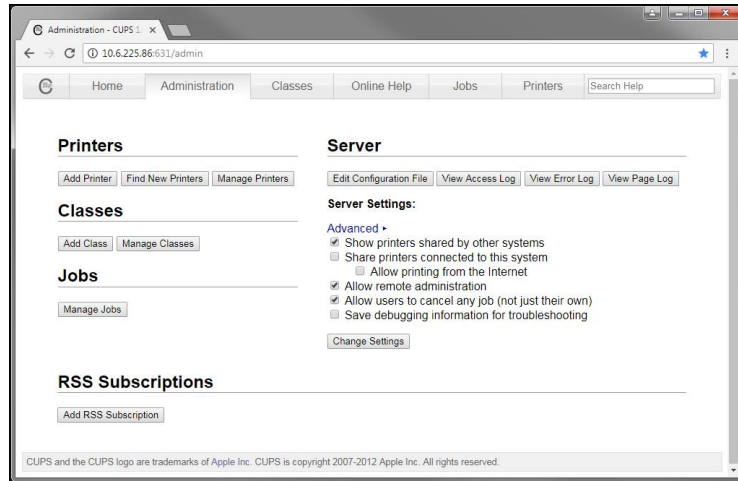 Administration - CUPS 1
10.6.225.86:631/admin
Home Administration Classes Online Help Jobs Printers Search Help
Printers
Add Printer Find New Printers Manage Printers
Classes
Add Class Manage Classes
Jobs
Manage Jobs
Server
Edit Configuration File View Access Log View Error Log View Page Log
Server Settings:
Advanced ▸
Show printers shared by other systems
Share printers connected to this system
Allow printing from the Internet
Allow remote administration
Allow users to cancel any job (not just their own)
Save debugging information for troubleshooting
Change Settings
RSS Subscriptions
Add RSS Subscription
CUPS and the CUPS logo are trademarks of Apple Inc. CUPS is copyright 2007-2012 Apple Inc. All rights reserved.